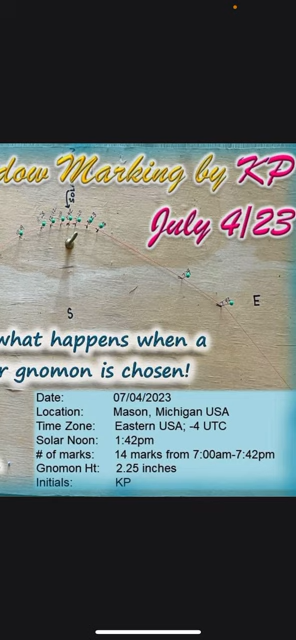 dow Marking by KP
July 4/23
E
S
what happens when a
r gnomon is chosen!
Date: 07/04/2023
Location: Mason, Michigan USA
Time Zone: Eastern USA; -4 UTC
Solar Noon: 1:42pm
# of marks: 14 marks from 7:00am-7:42pm
Gnomon Ht: 2.25 inches
Initials: KP